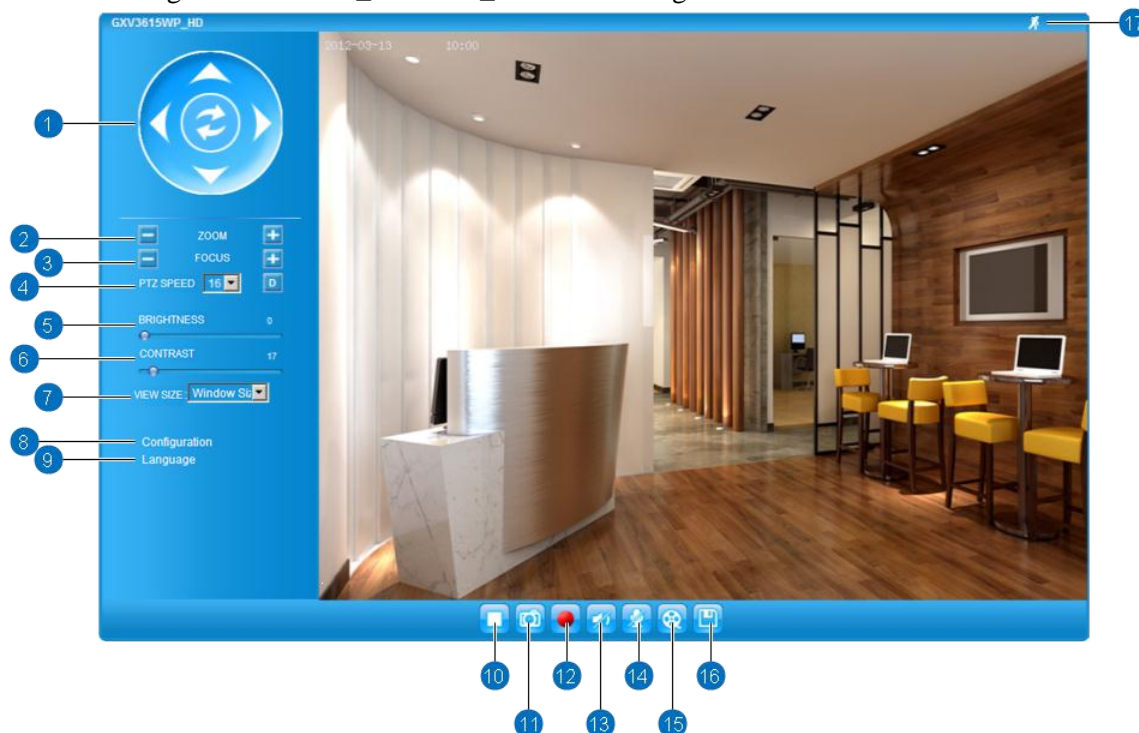 GXV3615WP_HD
17
2012-03-13 10:00
1
2 ZOOM
3 FOCUS
4 PTZ SPEED 16 D
5 BRIGHTNESS 0
6 CONTRAST 17
7 VIEW SIZE: Window Siz
8 Configuration
9 Language
10
11
12
13
14
15
16